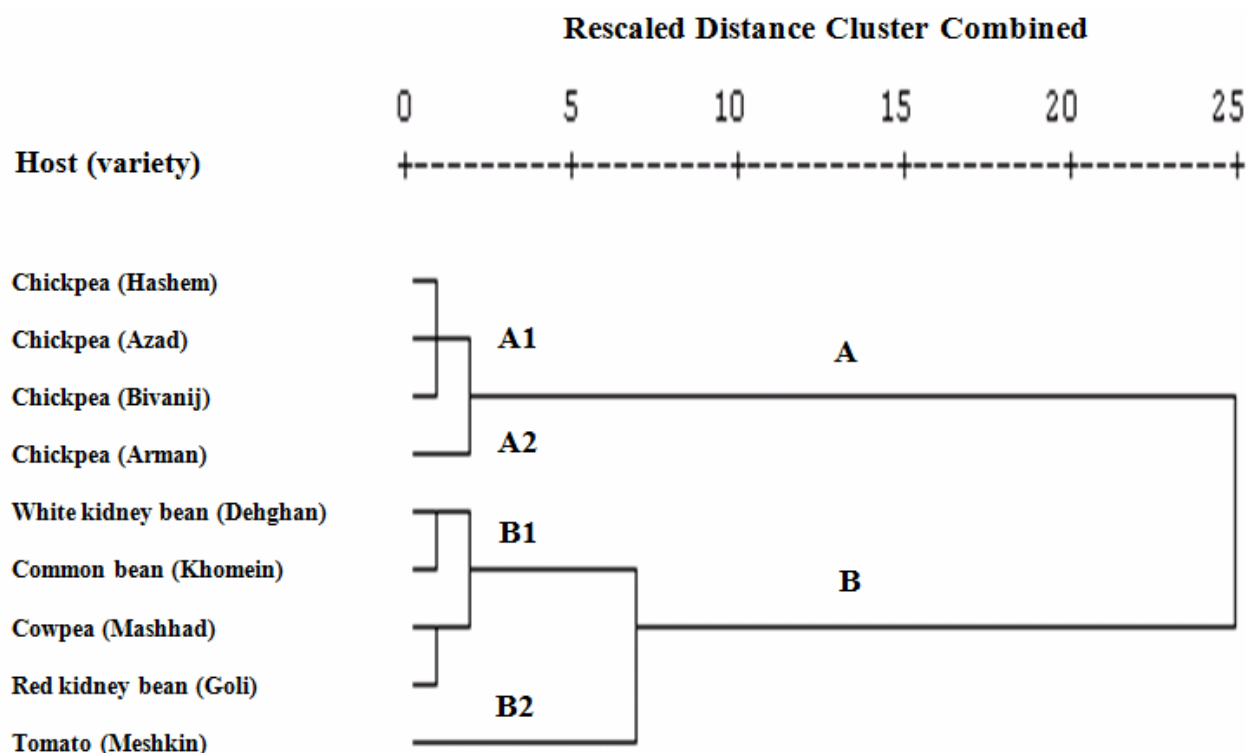 Rescaled Distance Cluster Combined
0 5 10 15 20 25
Host (variety)
Chickpea (Hashem)
Chickpea (Azad)
A1
A
Chickpea (Bivanij)
Chickpea (Arman)
A2
White kidney bean (Dehghan)
B1
Common bean (Khomein)
B
Cowpea (Mashhad)
Red kidney bean (Goli)
B2
Tomato (Meshkin)